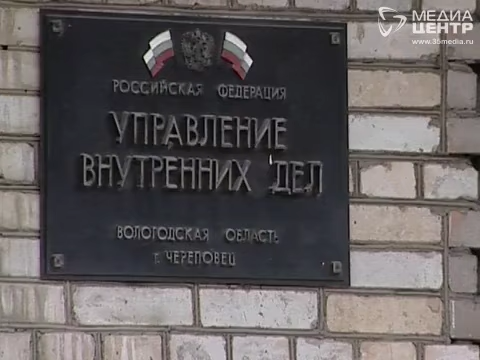 МЕДИА
ЦЕНТР
www.35media.ru
РОССИЙСКАЯ ФЕДЕРАЦИЯ
УПРАВЛЕНИЕ
ВНУТРЕННИХ ДЕЛ
ВОЛОГОДСКАЯ ОБЛАСТЬ
г. ЧЕРЕПОВЕЦ